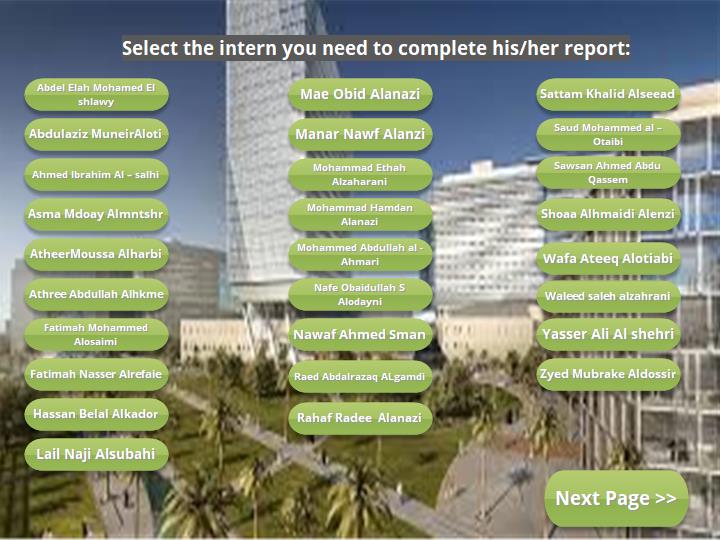 Select the intern you need to complete his/her report:
Abdel Elah Mohamed El
shlawy
Abdulaziz MuneirAloti
Ahmed Ibrahim Al – salhi
Asma Mdoay Almntshr
AtheerMoussa Alharbi
Athree Abdullah Alhkme
Fatimah Mohammed
Alosaimi
Fatimah Nasser Alrefaie
Hassan Belal Alkador
Lail Naji Alsubahi
Mae Obid Alanazi
Manar Nawf Alanzi
Mohammad Ethah
Alzaharani
Mohammad Hamdan
Alanazi
Mohammed Abdullah al -
Ahmari
Nafe Obaidullah S
Alodayni
Nawaf Ahmed Sman
Raed Abdalrazaq ALgamdi
Rahaf Radee Alanazi
Sattam Khalid Alseead
Saud Mohammed al –
Otaibi
Sawsan Ahmed Abdu
Qassem
Shoaa Alhmaidi Alenzi
Wafa Ateeq Alotiabi
Waleed saleh alzahrani
Yasser Ali Al shehri
Zyed Mubrake Aldossir
Next Page >>